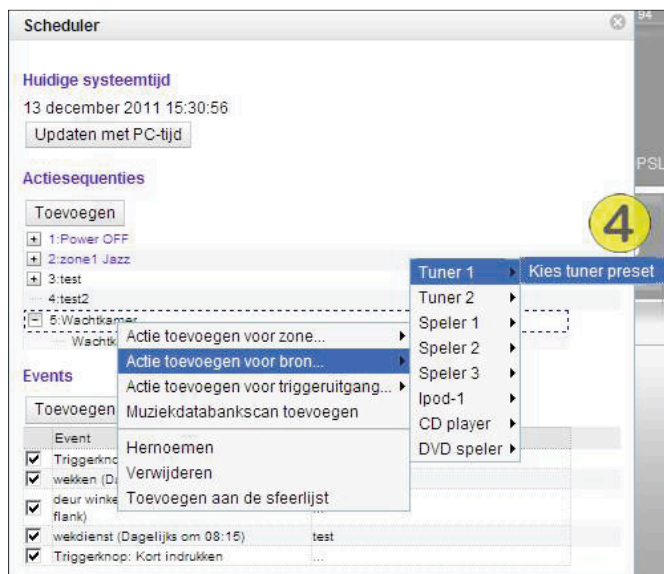 Scheduler
94
Huidige systeemtijd
13 december 2011 15:30:56
Updaten met PC-tijd
PSL
Actiesequenties
Toevoegen
4
1:Power OFF
2:zone1 Jazz
3:test
4:test2
5:Wachtkamer
Wachtk
Actie toevoegen voor zone...
Actie toevoegen voor bron...
Actie toevoegen voor triggeruitgang...
Muziekdatabankscan toevoegen
Hernoemen
Verwijderen
Toevoegen aan de sfeerlijst
Tuner 1
Tuner 2
Speler 1
Speler 2
Speler 3
Ipod-1
CD player
DVD speler
Kies tuner preset
Events
Toevoegen
Event
Triggerkno
wekken (Da
deur winke
flank) ...
wekdienst (Dagelijks om 08:15) test
Triggerknop: Kort indrukken ...